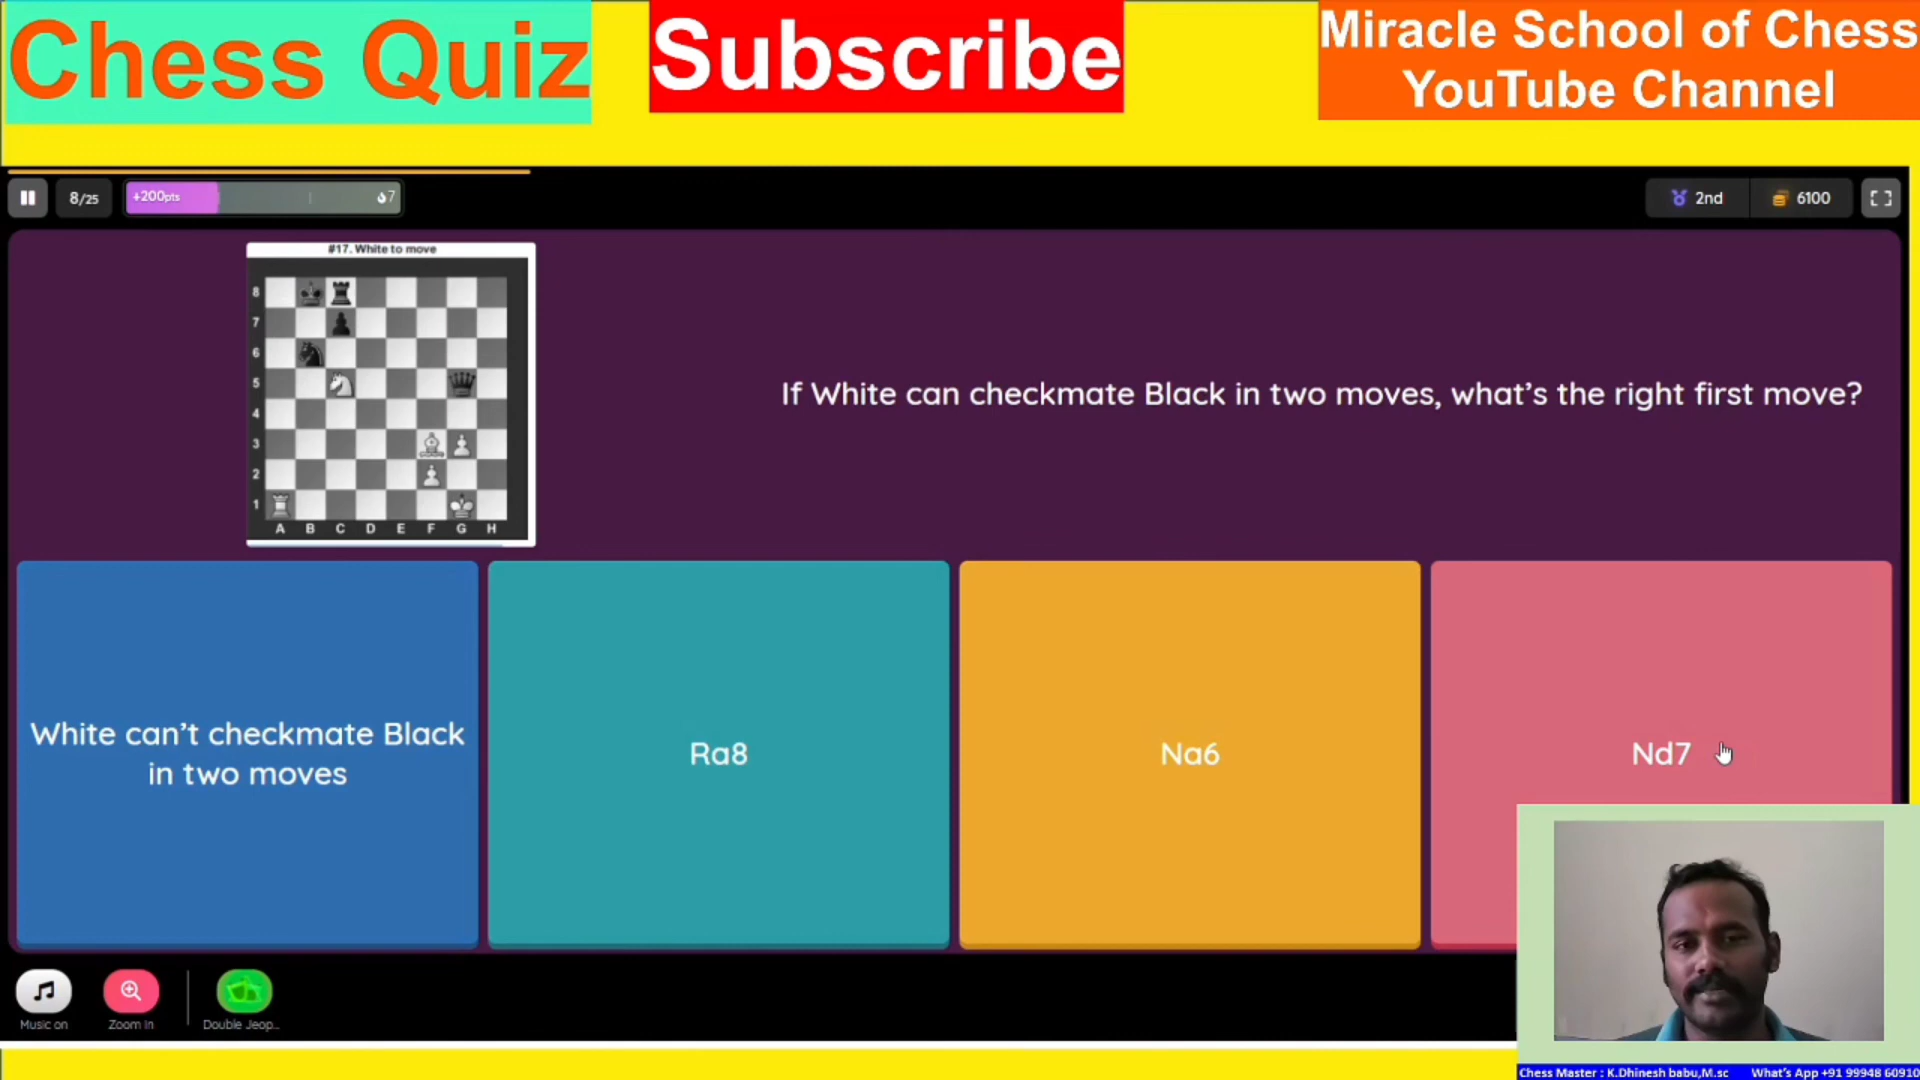 Chess Quiz
Subscribe
Miracle School of Chess
YouTube Channel
8/25
+200pts
7
2nd
6100
#17. White to move
8
7
6
5
4
3
2
1
A B C D E F G H
If White can checkmate Black in two moves, what's the right first move?
White can't checkmate Black
in two moves
Ra8
Na6
Nd7
Music on
Zoom In
Double Jeop...
Chess Master : K.Dhinesh babu,M.sc What's App +91 99948 60910